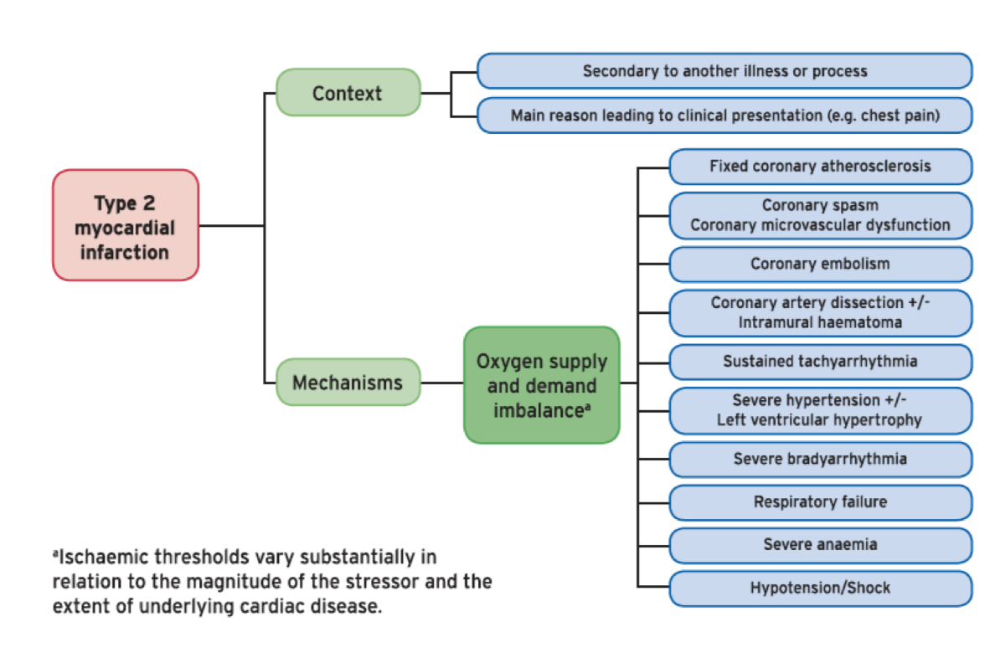 Context
Secondary to another illness or process
Main reason leading to clinical presentation (e.g. chest pain)
Type 2
myocardial
infarction
Mechanisms
Oxygen supply
and demand
imbalanceᵃ
Fixed coronary atherosclerosis
Coronary spasm
Coronary microvascular dysfunction
Coronary embolism
Coronary artery dissection +/-
Intramural haematoma
Sustained tachyarrhythmia
Severe hypertension +/-
Left ventricular hypertrophy
Severe bradyarrhythmia
Respiratory failure
Severe anaemia
Hypotension/Shock
ᵃIschaemic thresholds vary substantially in
relation to the magnitude of the stressor and the
extent of underlying cardiac disease.